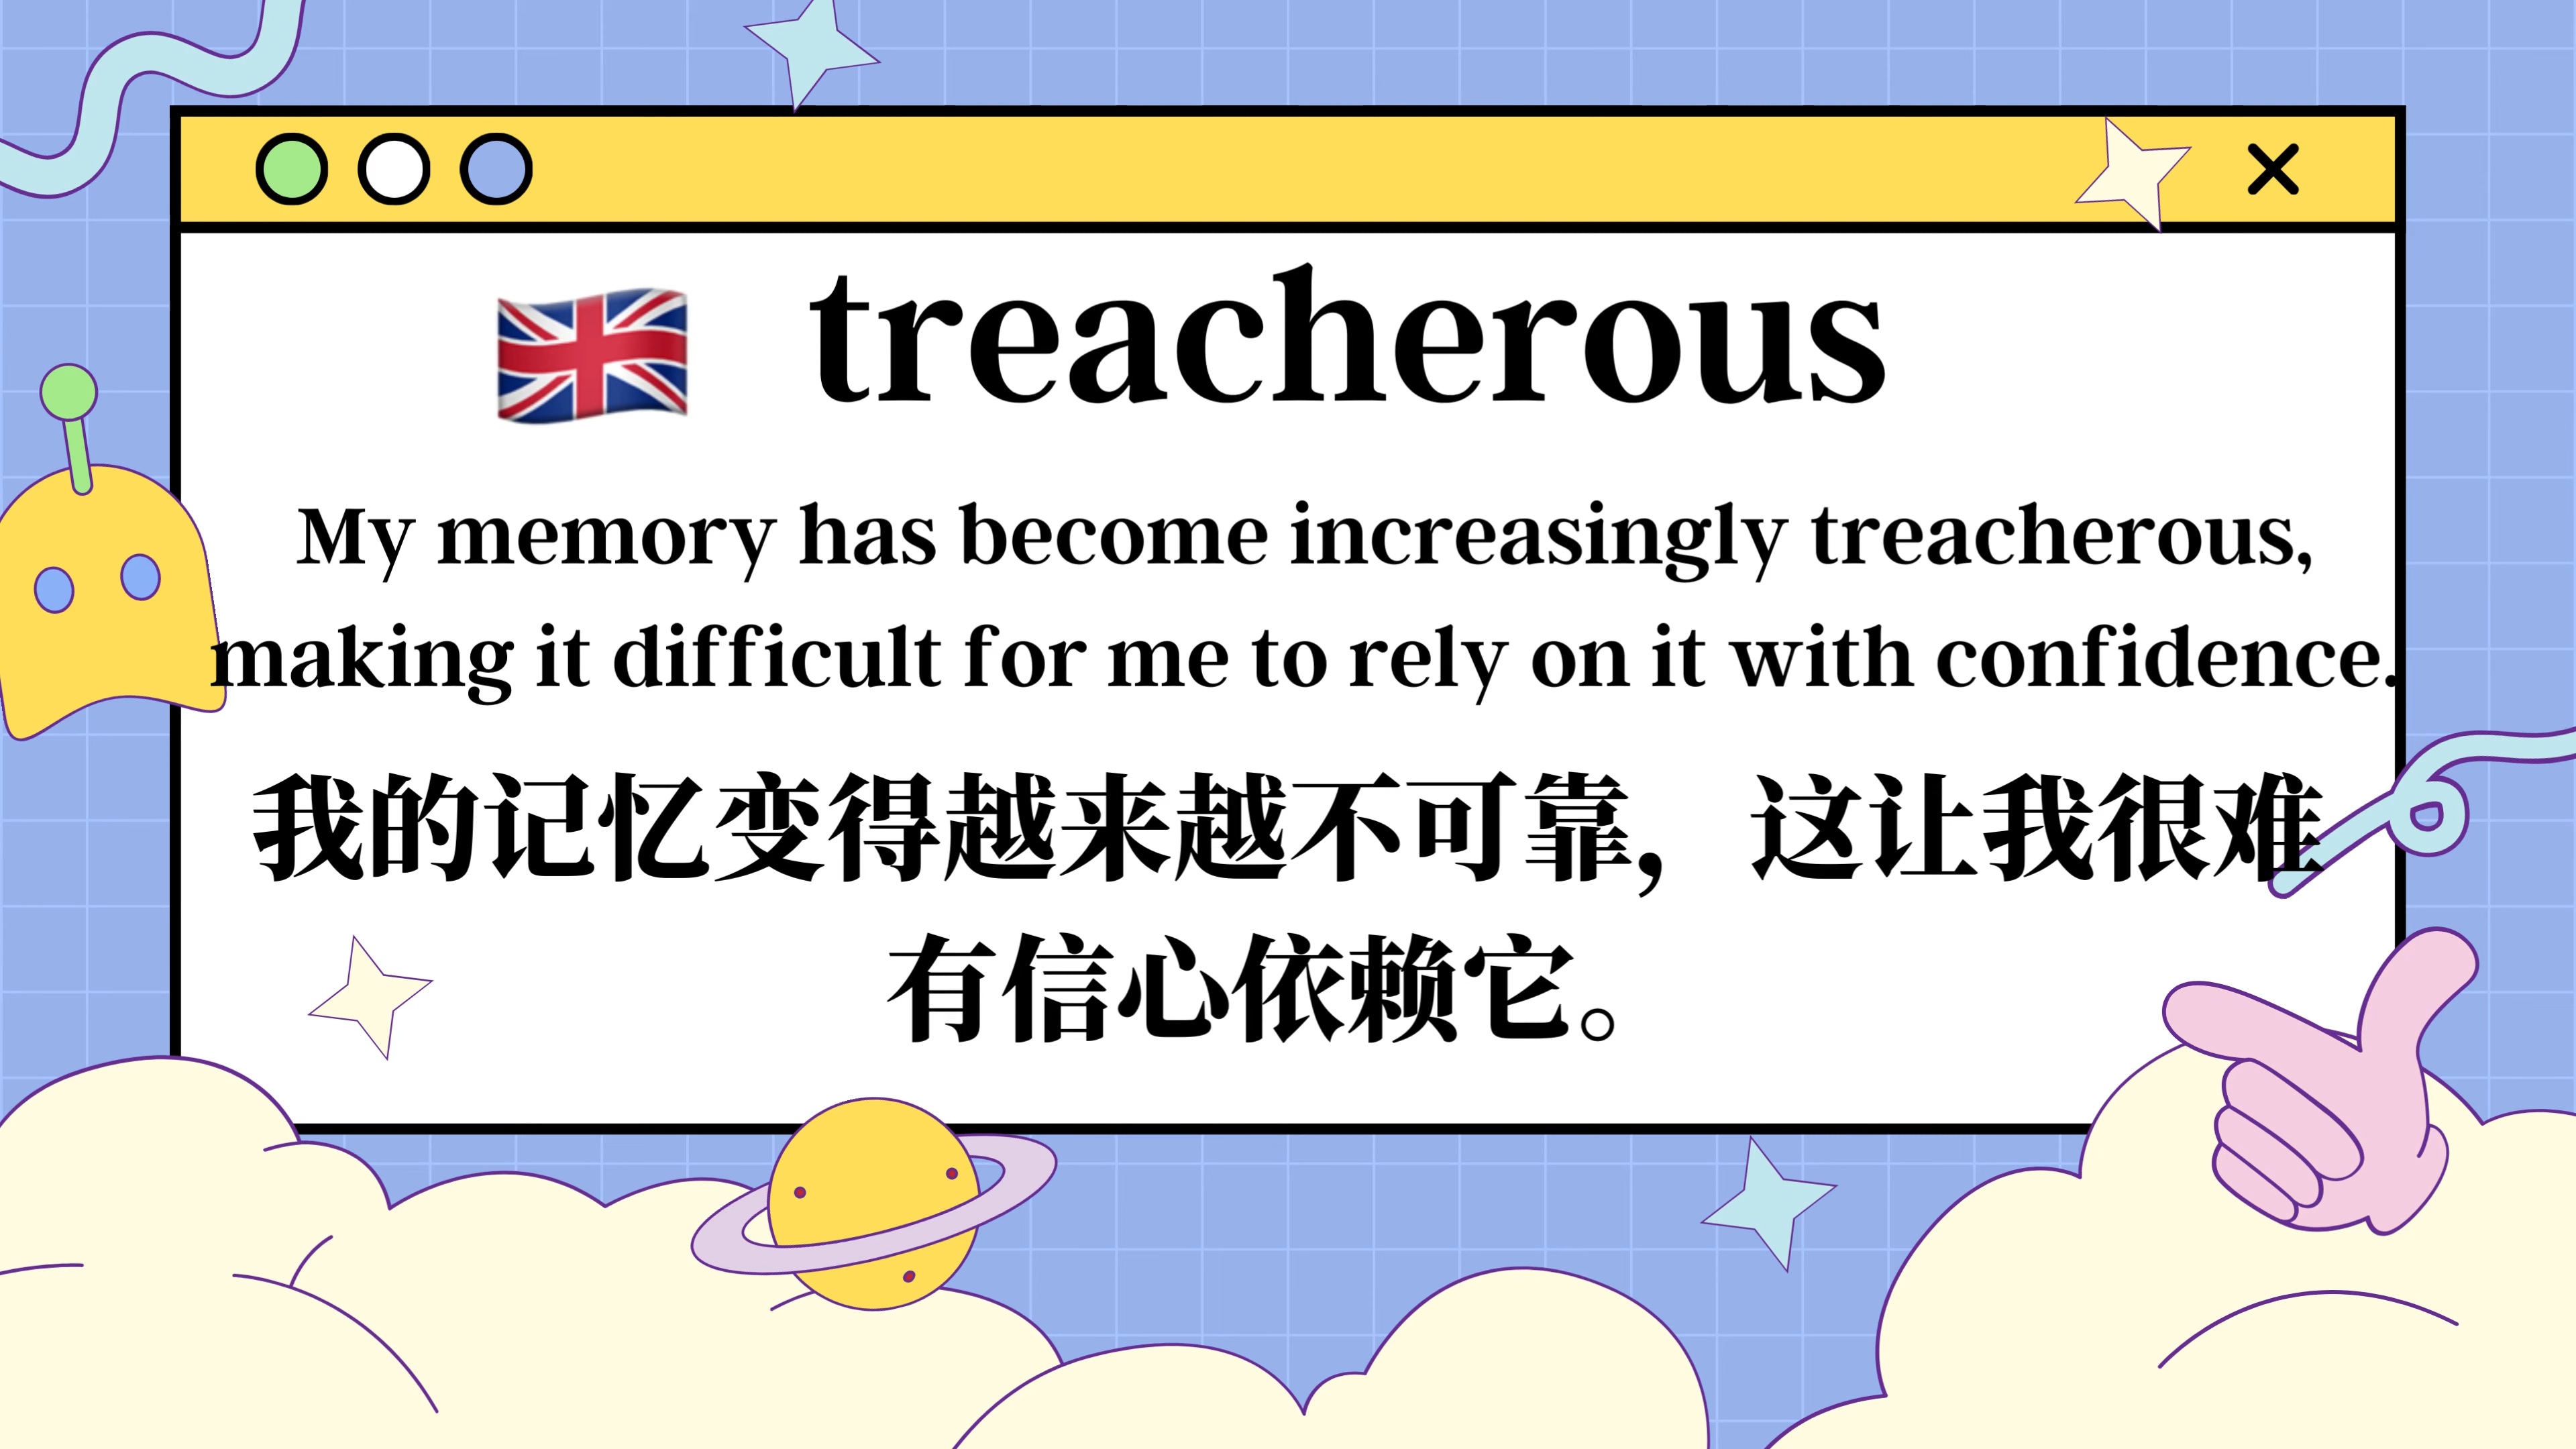 treacherous
My memory has become increasingly treacherous,
making it difficult for me to rely on it with confidence.
我的记忆变得越来越不可靠，这让我很难
有信心依赖它。